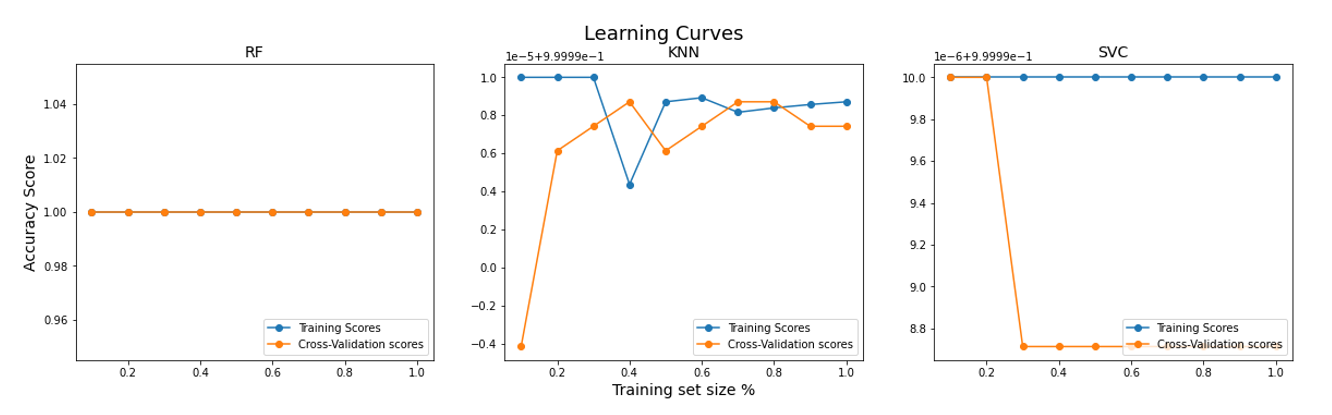 Learning Curves
RF
1.04
1.02
1.00
0.98
0.96
Accuracy Score
0.2 0.4 0.6 0.8 1.0
Training Scores
Cross-Validation scores
1e−5+9.9999e−1
KNN
1.0
0.8
0.6
0.4
0.2
0.0
−0.2
−0.4
0.2 0.4 0.6 0.8 1.0
Training Scores
Cross-Validation scores
Training set size %
1e−6+9.9999e−1
SVC
10.0
9.8
9.6
9.4
9.2
9.0
8.8
0.2 0.4 0.6 0.8 1.0
Training Scores
Cross-Validation scores